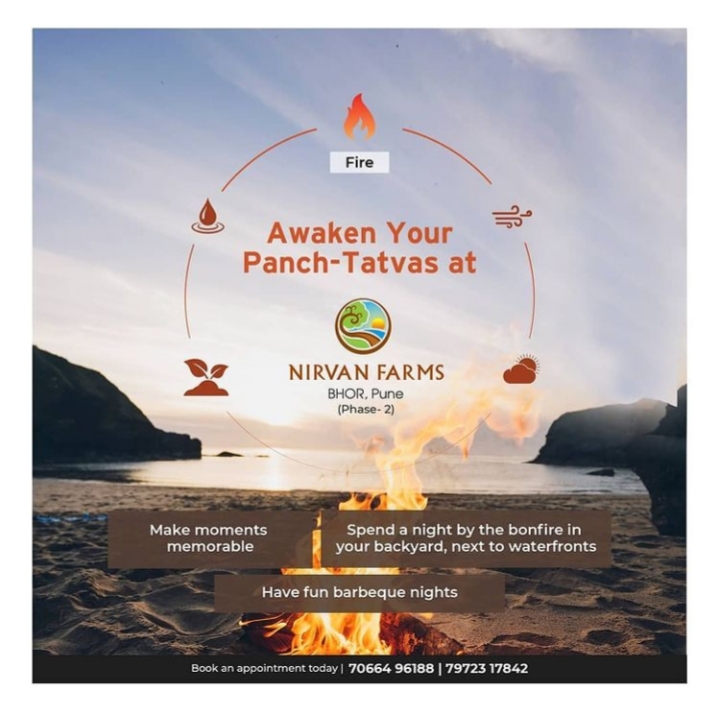 Fire
Awaken Your
Panch-Tatvas at
NIRVAN FARMS
BHOR, Pune
(Phase- 2)
Make moments
memorable
Spend a night by the bonfire in
your backyard, next to waterfronts
Have fun barbeque nights
Book an appointment today | 70664 96188 | 79723 17842